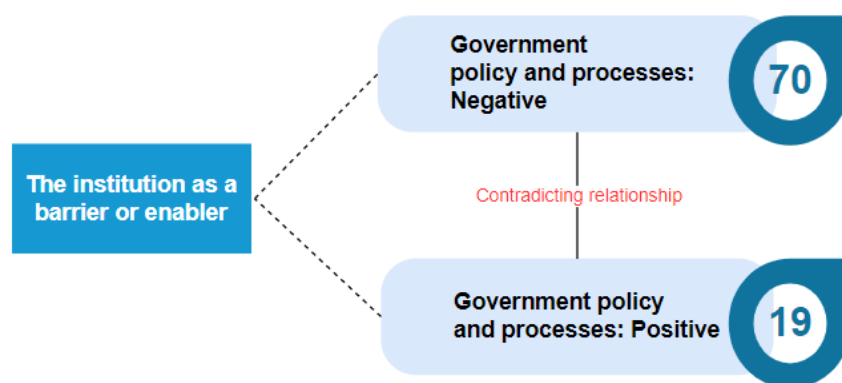 Government
policy and processes:
Negative
70
The institution as a
barrier or enabler
Contradicting relationship
Government policy
and processes: Positive
19